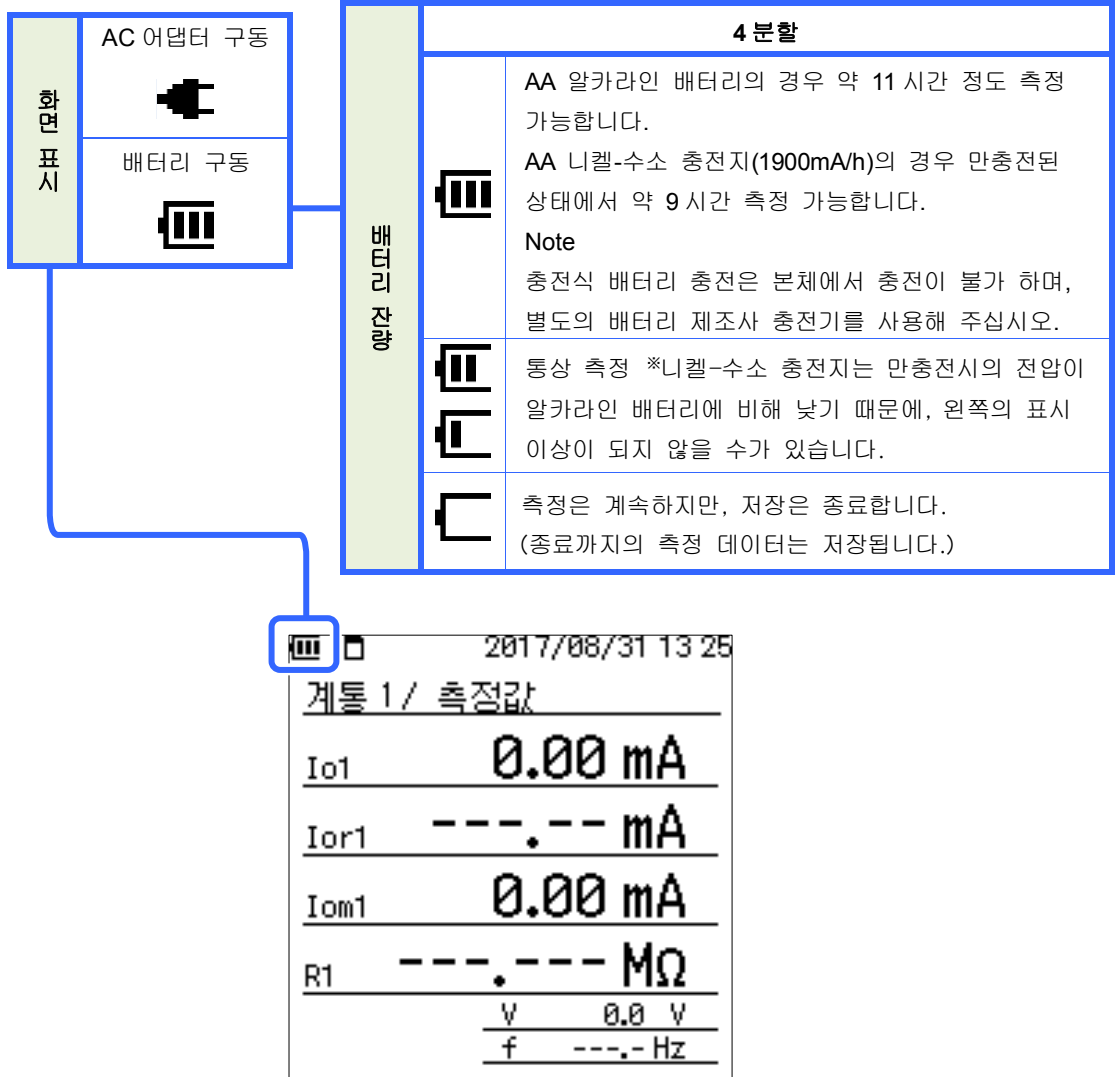 화면 표시
AC 어댑터 구동
배터리 구동
배터리 잔량
4 분할
AA 알카라인 배터리의 경우 약 11 시간 정도 측정
가능합니다.
AA 니켈-수소 충전지(1900mA/h)의 경우 만충전된
상태에서 약 9 시간 측정 가능합니다.
Note
충전식 배터리 충전은 본체에서 충전이 불가 하며,
별도의 배터리 제조사 충전기를 사용해 주십시오.
통상 측정 ※니켈-수소 충전지는 만충전시의 전압이
알카라인 배터리에 비해 낮기 때문에, 왼쪽의 표시
이상이 되지 않을 수가 있습니다.
측정은 계속하지만, 저장은 종료합니다.
(종료까지의 측정 데이터는 저장됩니다.)
2017/08/31 13 25
계통 1/ 측정값
Io1 0.00 mA
Ior1 ---.-- mA
Iom1 0.00 mA
R1 ---.--- MΩ
V 0.0 V
f ---.- Hz